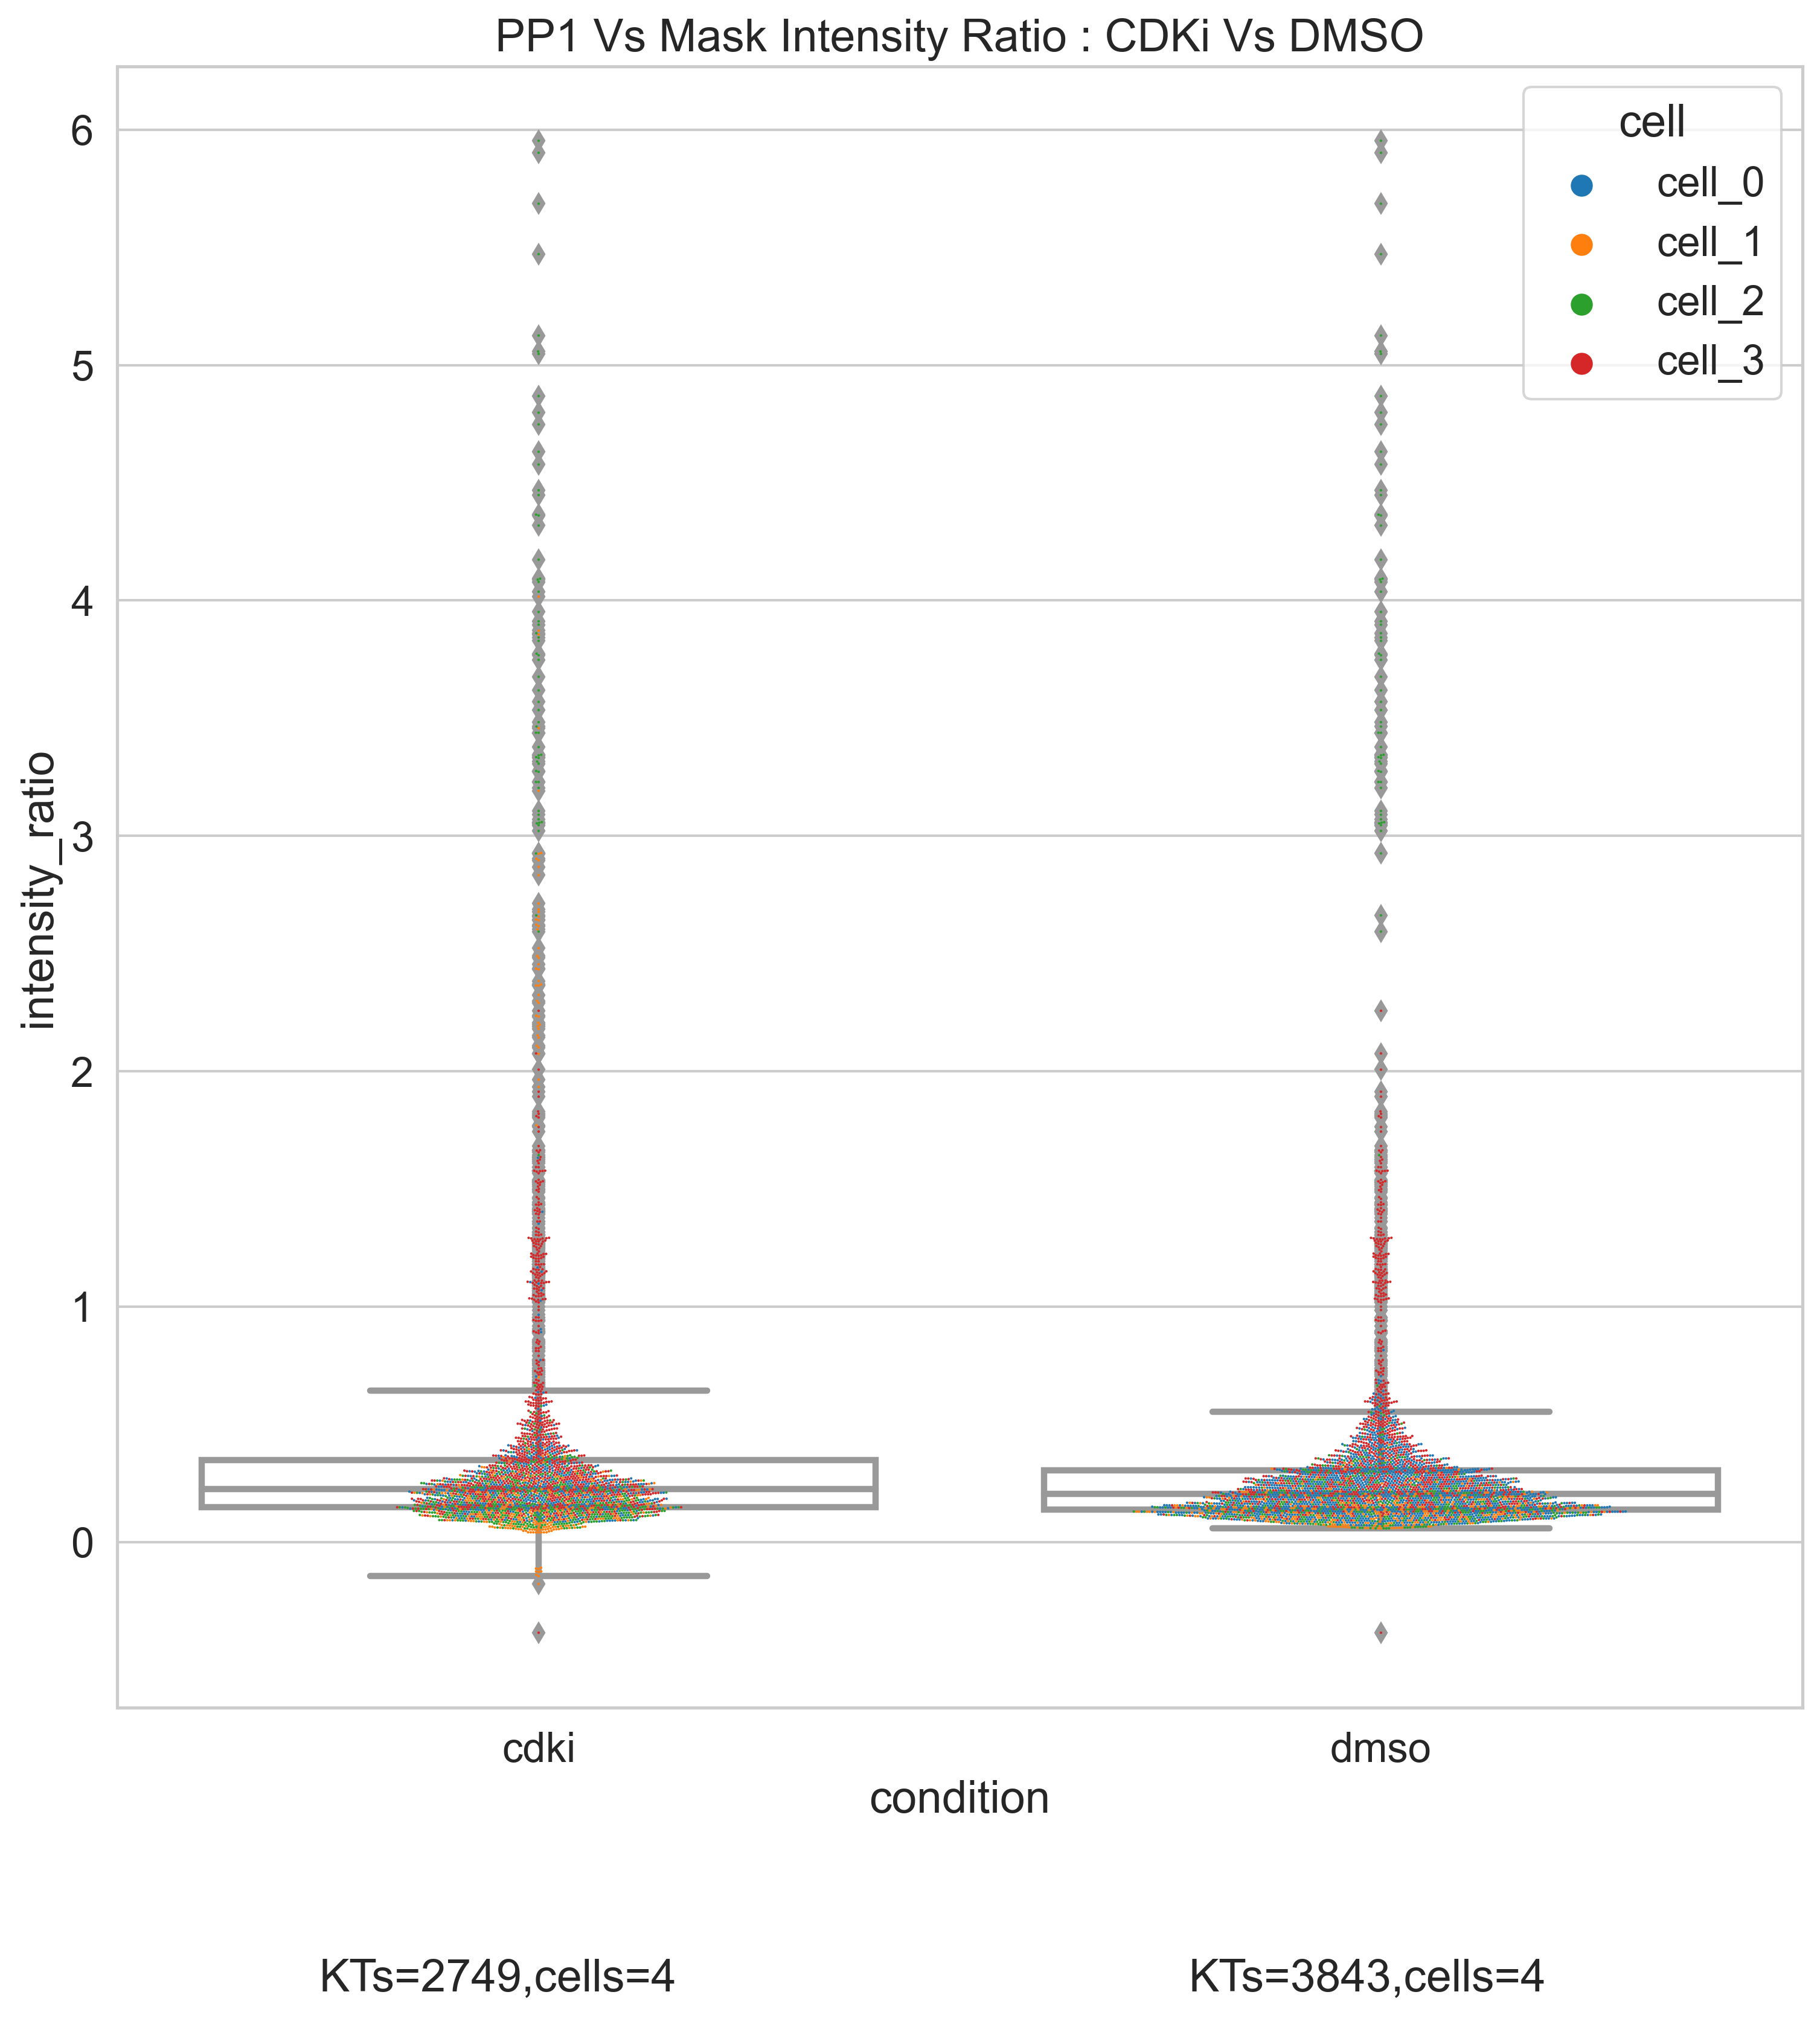 PP1 Vs Mask Intensity Ratio : CDKi Vs DMSO
cell
cell_0
cell_1
cell_2
cell_3
6
5
4
3
2
1
0
intensity_ratio
cdki
dmso
condition
KTs=2749,cells=4
KTs=3843,cells=4